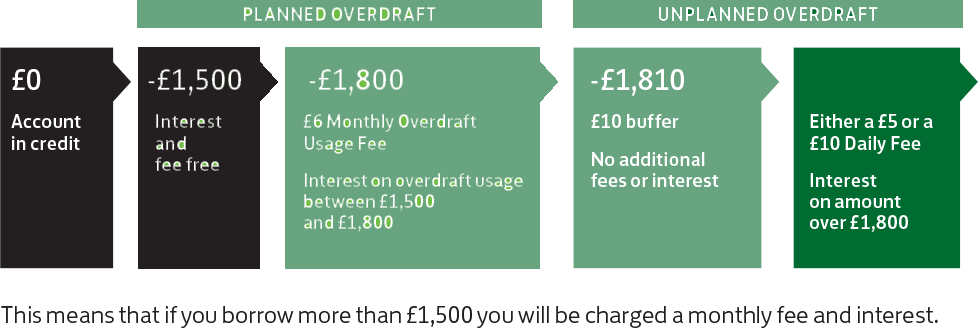 PLANNED OVERDRAFT
UNPLANNED OVERDRAFT
£0
Account
in credit
-£1,500
Interest
and
fee free
-£1,800
£6 Monthly Overdraft
Usage Fee
Interest on overdraft usage
between £1,500
and £1,800
-£1,810
£10 buffer
No additional
fees or interest
Either a £5 or a
£10 Daily Fee
Interest
on amount
over £1,800
This means that if you borrow more than £1,500 you will be charged a monthly fee and interest.